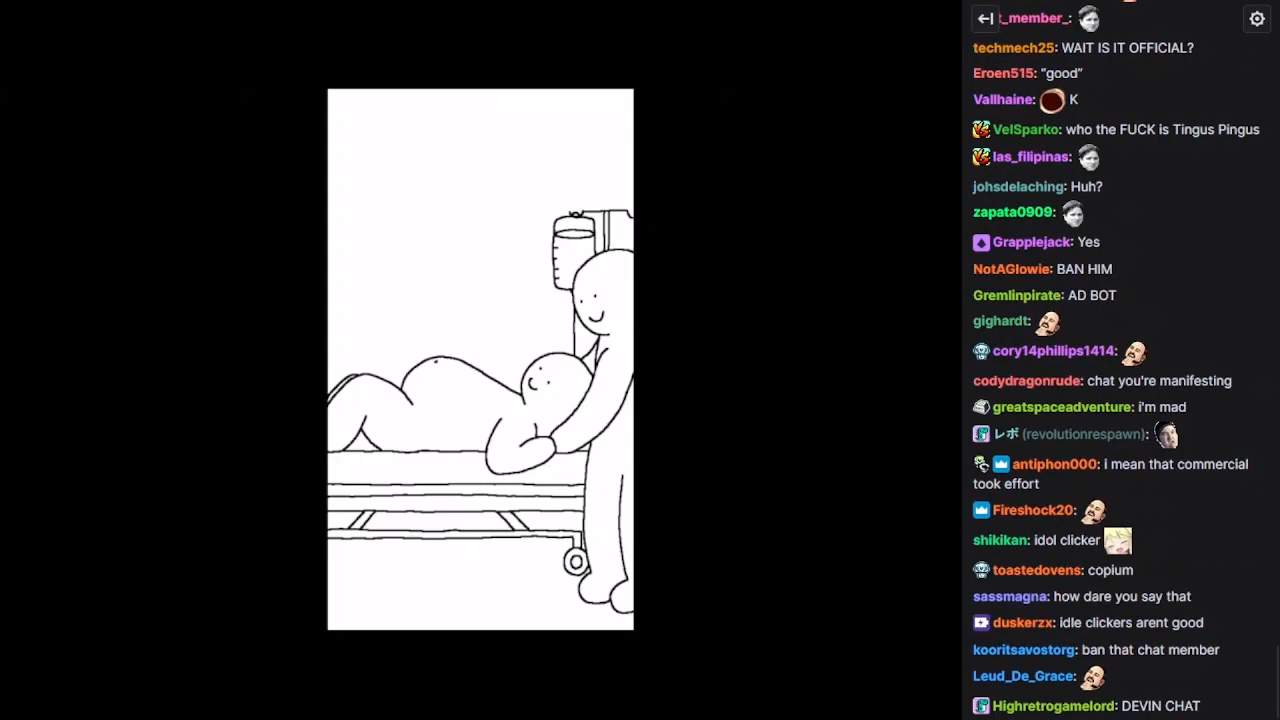 t_member_:
techmech25: WAIT IS IT OFFICIAL?
Eroen515: “good”
Vallhaine: K
VelSparko: who the FUCK is Tingus Pingus
las_filipinas:
johsdelaching: Huh?
zapata0909:
Grapplejack: Yes
NotAGlowie: BAN HIM
Gremlinpirate: AD BOT
gighardt:
cory14phillips1414:
codydragonrude: chat you're manifesting
greatspaceadventure: i'm mad
レポ (revolutionrespawn):
antiphon000: i mean that commercial
took effort
Fireshock20:
shikikan: idol clicker
toastedovens: copium
sassmagna: how dare you say that
duskerzx: idle clickers arent good
kooritsavostorg: ban that chat member
Leud_De_Grace:
Highretrogamelord: DEVIN CHAT